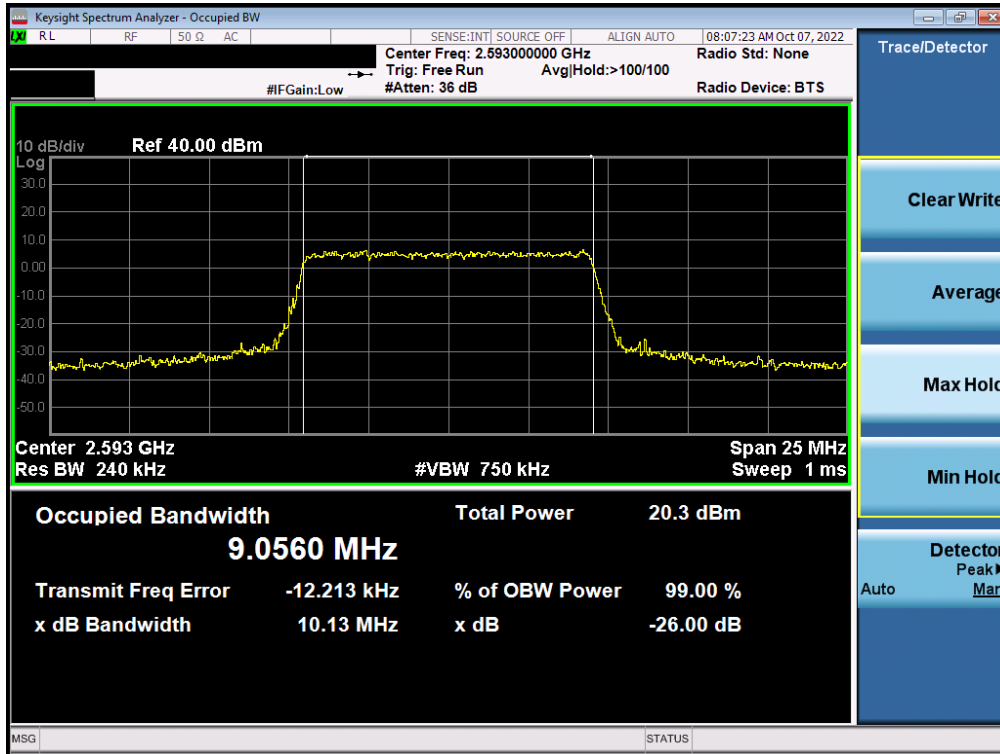 Keysight Spectrum Analyzer - Occupied BW
LXI RL RF 50 Ω AC SENSE:INT SOURCE OFF ALIGN AUTO 08:07:23 AM Oct 07, 2022
Center Freq: 2.593000000 GHz Radio Std: None
Trig: Free Run Avg|Hold:>100/100
#IFGain:Low #Atten: 36 dB Radio Device: BTS
Trace/Detector
10 dB/div Ref 40.00 dBm
Log
30.0
20.0
10.0
0.00
-10.0
-20.0
-30.0
-40.0
-50.0
Center 2.593 GHz Span 25 MHz
Res BW 240 kHz #VBW 750 kHz Sweep 1 ms
Occupied Bandwidth Total Power 20.3 dBm
9.0560 MHz
Transmit Freq Error -12.213 kHz % of OBW Power 99.00 %
x dB Bandwidth 10.13 MHz x dB -26.00 dB
Clear Write
Average
Max Hold
Min Hold
Detector
Peak
Auto Man
MSG STATUS